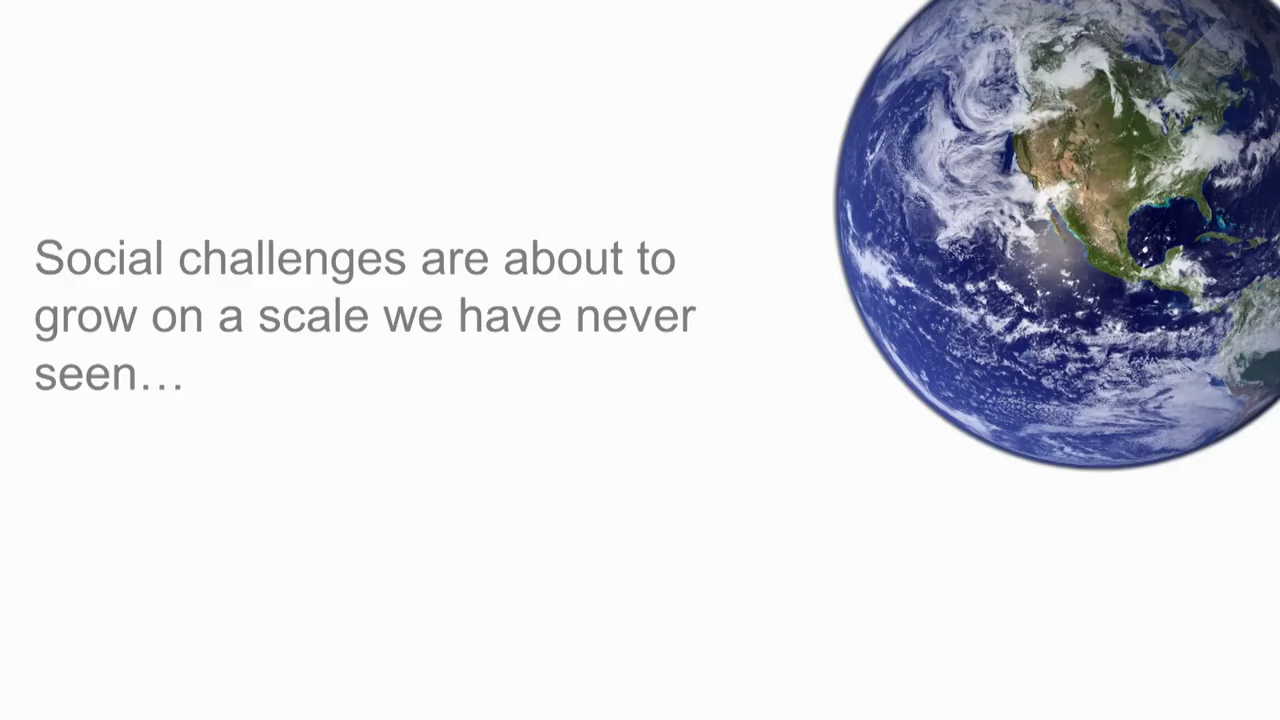 Social challenges are about to
grow on a scale we have never
seen…